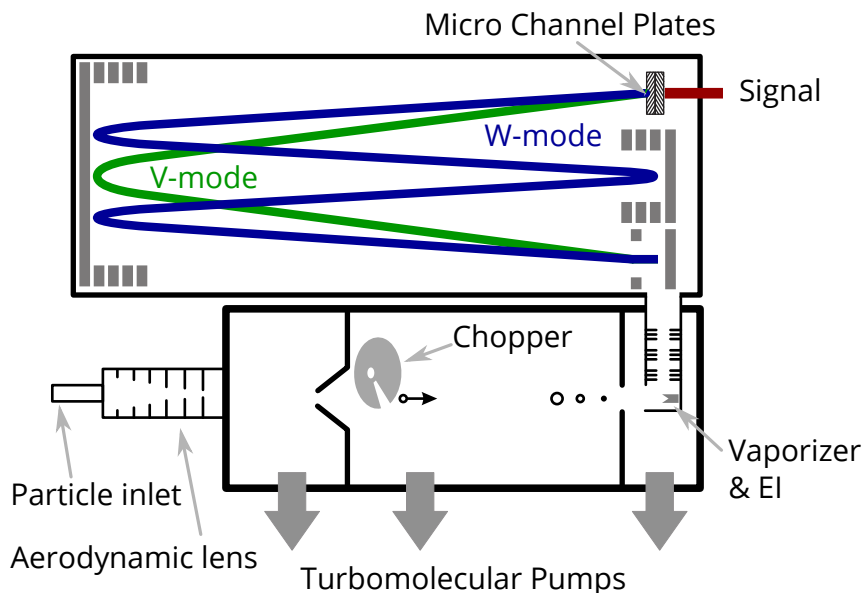 Micro Channel Plates
Signal
W-mode
V-mode
Chopper
Vaporizer
& EI
Particle inlet
Aerodynamic lens
Turbomolecular Pumps